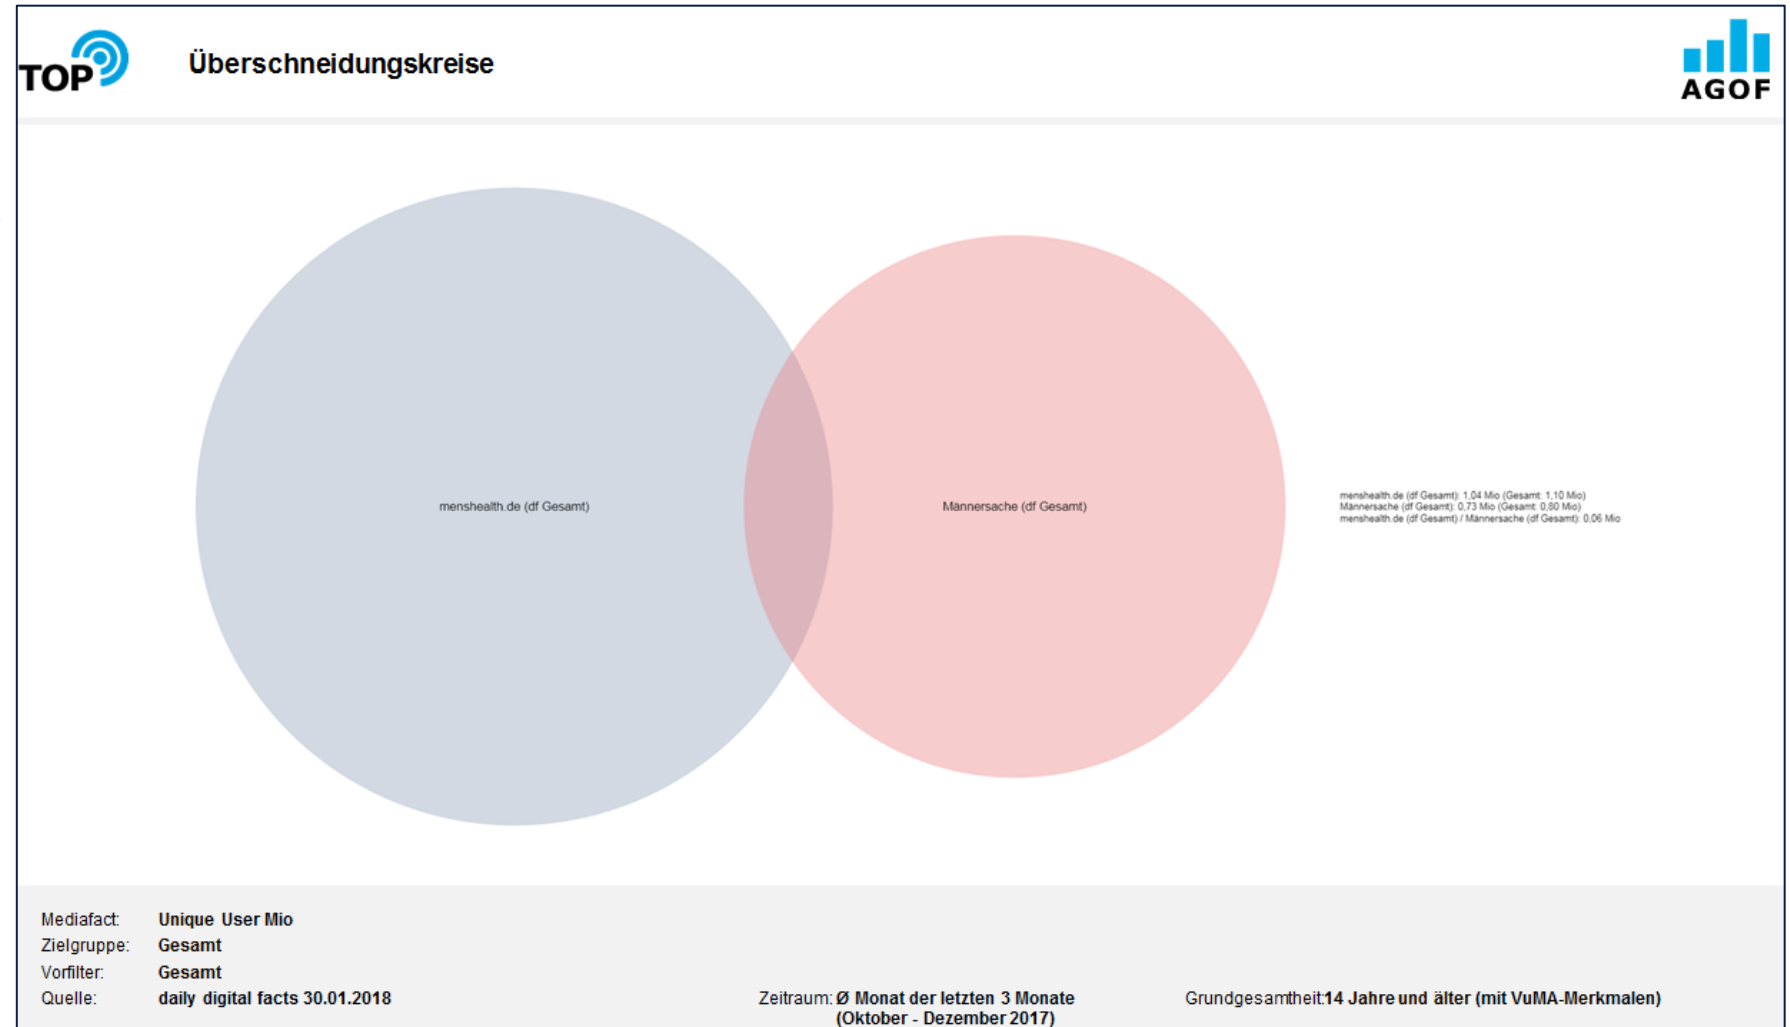 TOP
Überschneidungskreise
AGOF
menshealth.de (df Gesamt)
Männersache (df Gesamt)
menshealth.de (df Gesamt): 1,04 Mio (Gesamt: 1,10 Mio)
Männersache (df Gesamt): 0,73 Mio (Gesamt: 0,80 Mio)
menshealth.de (df Gesamt) / Männersache (df Gesamt): 0,06 Mio
Mediafact: Unique User Mio
Zielgruppe: Gesamt
Vorfilter: Gesamt
Quelle: daily digital facts 30.01.2018
Zeitraum: Ø Monat der letzten 3 Monate
(Oktober - Dezember 2017)
Grundgesamtheit:14 Jahre und älter (mit VuMA-Merkmalen)